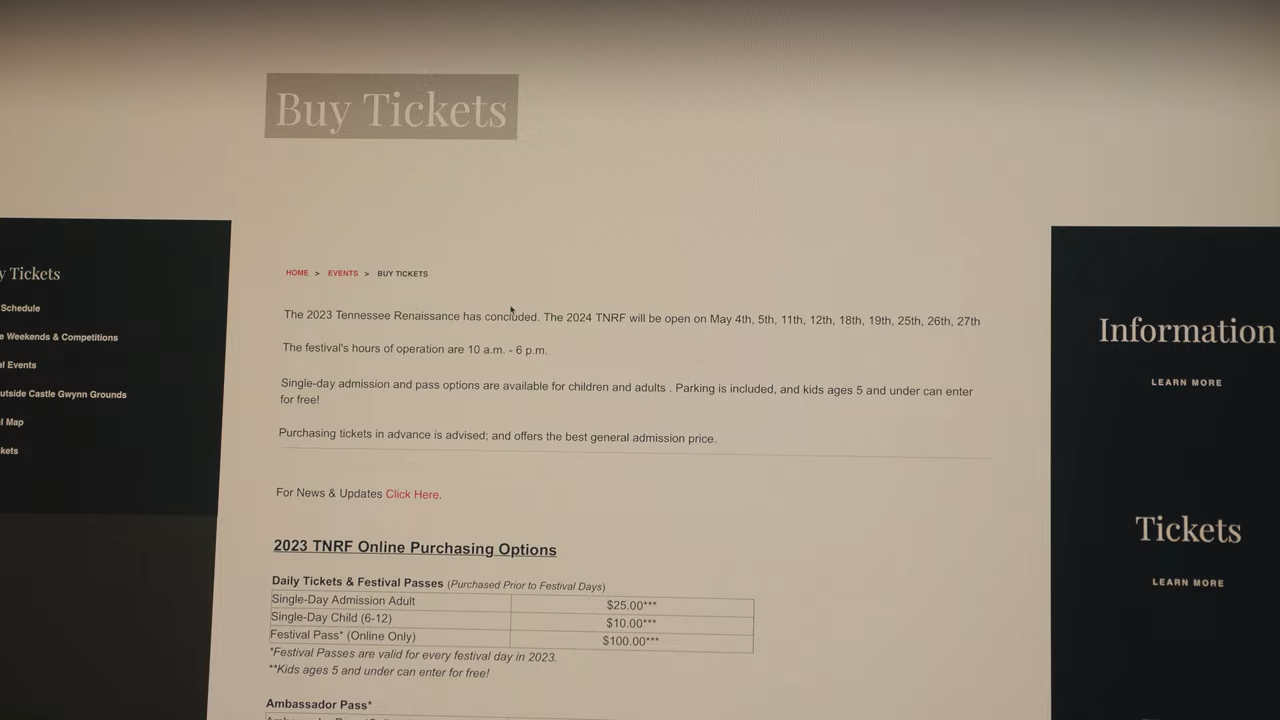 Buy Tickets
y Tickets
Schedule
e Weekends & Competitions
al Events
utside Castle Gwynn Grounds
l Map
kets
HOME > EVENTS > BUY TICKETS
The 2023 Tennessee Renaissance has concluded. The 2024 TNRF will be open on May 4th, 5th, 11th, 12th, 18th, 19th, 25th, 26th, 27th
The festival's hours of operation are 10 a.m. - 6 p.m.
Single-day admission and pass options are available for children and adults . Parking is included, and kids ages 5 and under can enter
for free!
Purchasing tickets in advance is advised; and offers the best general admission price.
For News & Updates Click Here.
2023 TNRF Online Purchasing Options
Daily Tickets & Festival Passes (Purchased Prior to Festival Days)
Single-Day Admission Adult $25.00***
Single-Day Child (6-12) $10.00***
Festival Pass* (Online Only) $100.00***
*Festival Passes are valid for every festival day in 2023.
**Kids ages 5 and under can enter for free!
Ambassador Pass*
Information
LEARN MORE
Tickets
LEARN MORE